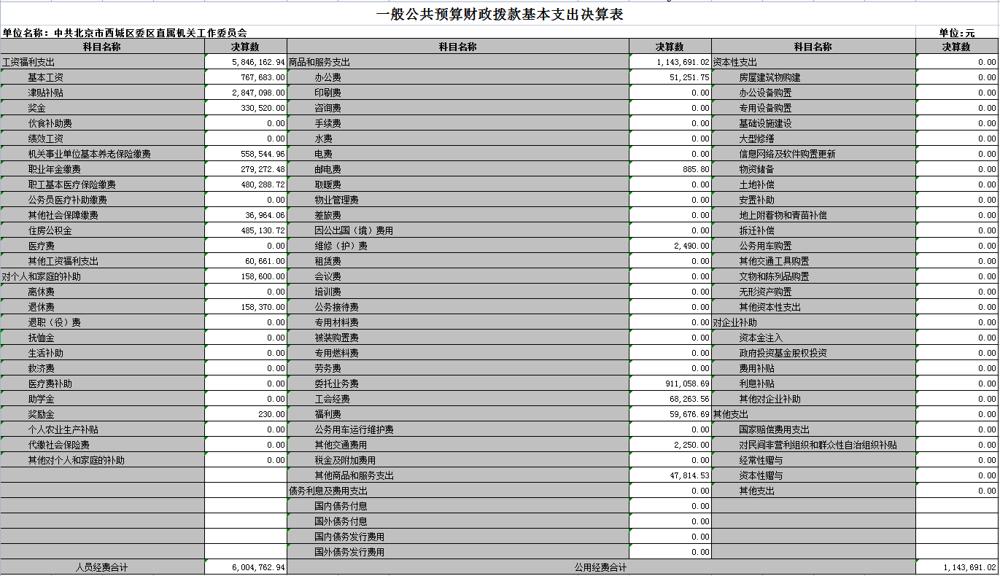 一般公共预算财政拨款基本支出决算表
单位名称：中共北京市西城区委区直属机关工作委员会 单位:元
科目名称 决算数 科目名称 决算数 科目名称 决算数
工资福利支出 5,846,162.94 商品和服务支出 1,143,691.02 资本性支出 0.00
基本工资 767,683.00 办公费 51,251.75 房屋建筑物购建 0.00
津贴补贴 2,847,098.00 印刷费 0.00 办公设备购置 0.00
奖金 330,520.00 咨询费 0.00 专用设备购置 0.00
伙食补助费 0.00 手续费 0.00 基础设施建设 0.00
绩效工资 0.00 水费 0.00 大型修缮 0.00
机关事业单位基本养老保险缴费 558,544.96 电费 0.00 信息网络及软件购置更新 0.00
职业年金缴费 279,272.48 邮电费 885.80 物资储备 0.00
职工基本医疗保险缴费 480,288.72 取暖费 0.00 土地补偿 0.00
公务员医疗补助缴费 0.00 物业管理费 0.00 安置补助 0.00
其他社会保障缴费 36,964.06 差旅费 0.00 地上附着物和青苗补偿 0.00
住房公积金 485,130.72 因公出国（境）费用 0.00 拆迁补偿 0.00
医疗费 0.00 维修（护）费 2,490.00 公务用车购置 0.00
其他工资福利支出 60,661.00 租赁费 0.00 其他交通工具购置 0.00
对个人和家庭的补助 158,600.00 会议费 0.00 文物和陈列品购置 0.00
离休费 0.00 培训费 0.00 无形资产购置 0.00
退休费 158,370.00 公务接待费 0.00 其他资本性支出 0.00
退职（役）费 0.00 专用材料费 0.00 对企业补助 0.00
抚恤金 0.00 被装购置费 0.00 资本金注入 0.00
生活补助 0.00 专用燃料费 0.00 政府投资基金股权投资 0.00
救济费 0.00 劳务费 0.00 费用补贴 0.00
医疗费补助 0.00 委托业务费 911,058.69 利息补贴 0.00
助学金 0.00 工会经费 68,263.56 其他对企业补助 0.00
奖励金 230.00 福利费 59,676.69 其他支出 0.00
个人农业生产补贴 0.00 公务用车运行维护费 0.00 国家赔偿费用支出 0.00
代缴社会保险费 0.00 其他交通费用 2,250.00 对民间非营利组织和群众性自治组织补贴 0.00
其他对个人和家庭的补助 0.00 税金及附加费用 0.00 经常性赠与 0.00
其他商品和服务支出 47,814.53 资本性赠与 0.00
债务利息及费用支出 0.00 其他支出 0.00
国内债务付息 0.00
国外债务付息 0.00
国内债务发行费用 0.00
国外债务发行费用 0.00
人员经费合计 6,004,762.94 公用经费合计 1,143,691.02